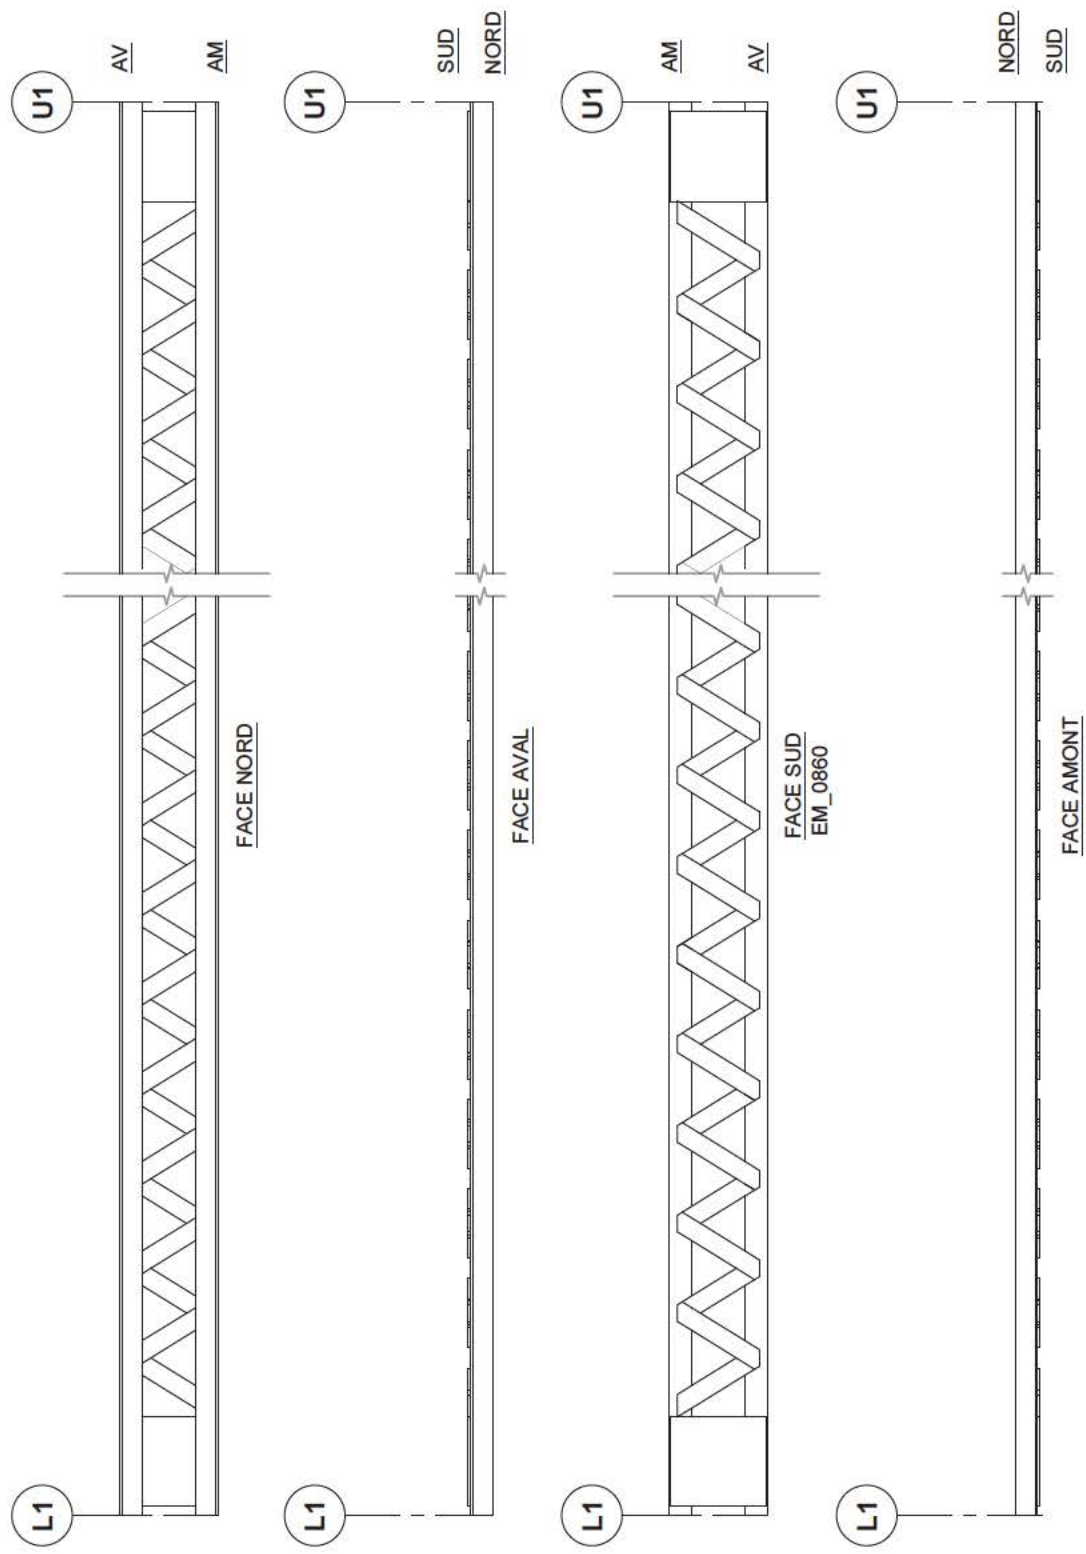 U1
AV
AM
L1
FACE NORD
U1
SUD
NORD
L1
FACE AVAL
U1
AM
AV
L1
FACE SUD
EM_0860
U1
NORD
SUD
L1
FACE AMONT